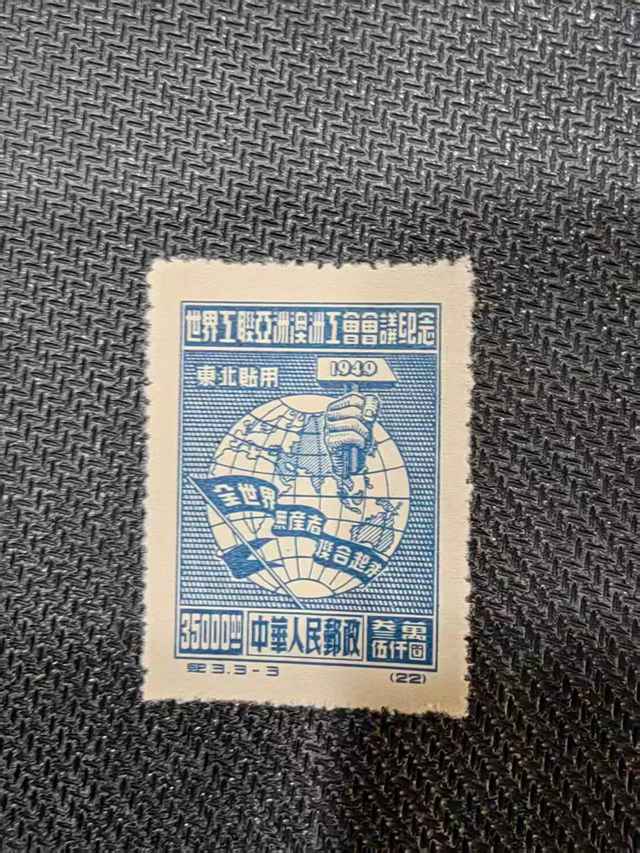 世界工聯亞洲澳洲工會會議紀念
東北貼用
1949
全世界
無產者
聯合起來
35000圓
中華人民郵政
叁萬
伍仟圓
紀3.3-3
(22)